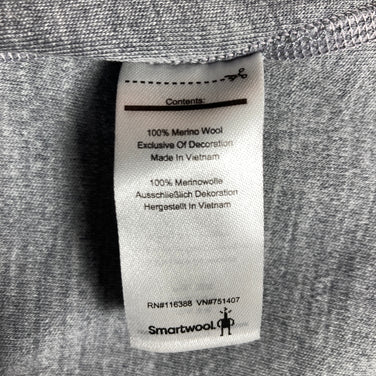 Contents:
100% Merino Wool
Exclusive Of Decoration
Made In Vietnam
100% Merinowolle
Ausschließlich Dekoration
Hergestellt In Vietnam
RN#116388 VN#751407
Smartwool